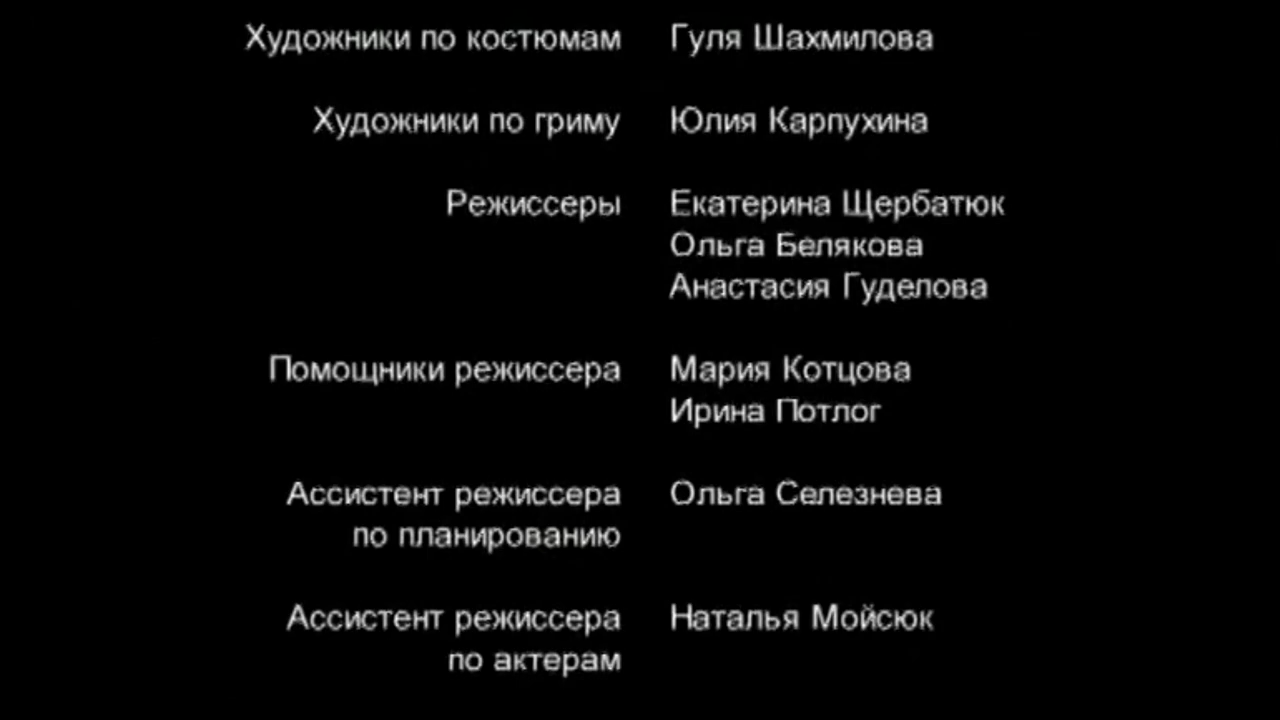 Художники по костюмам Гуля Шахмилова
Художники по гриму Юлия Карпухина
Режиссеры Екатерина Щербатюк
Ольга Белякова
Анастасия Гуделова
Помощники режиссера Мария Котцова
Ирина Потлог
Ассистент режиссера Ольга Селезнева
по планированию
Ассистент режиссера Наталья Мойсюк
по актерам